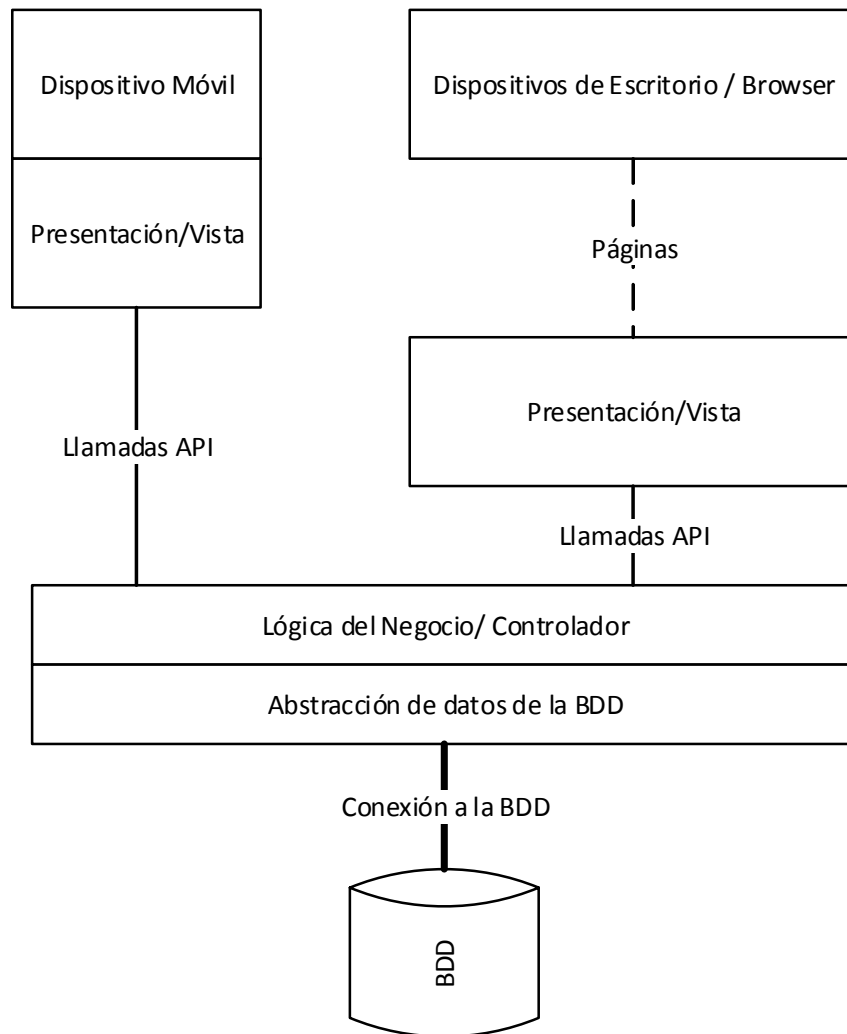 Dispositivo Móvil
Dispositivos de Escritorio / Browser
Presentación/Vista
Páginas
Presentación/Vista
Llamadas API
Llamadas API
Lógica del Negocio/ Controlador
Abstracción de datos de la BDD
Conexión a la BDD
BDD